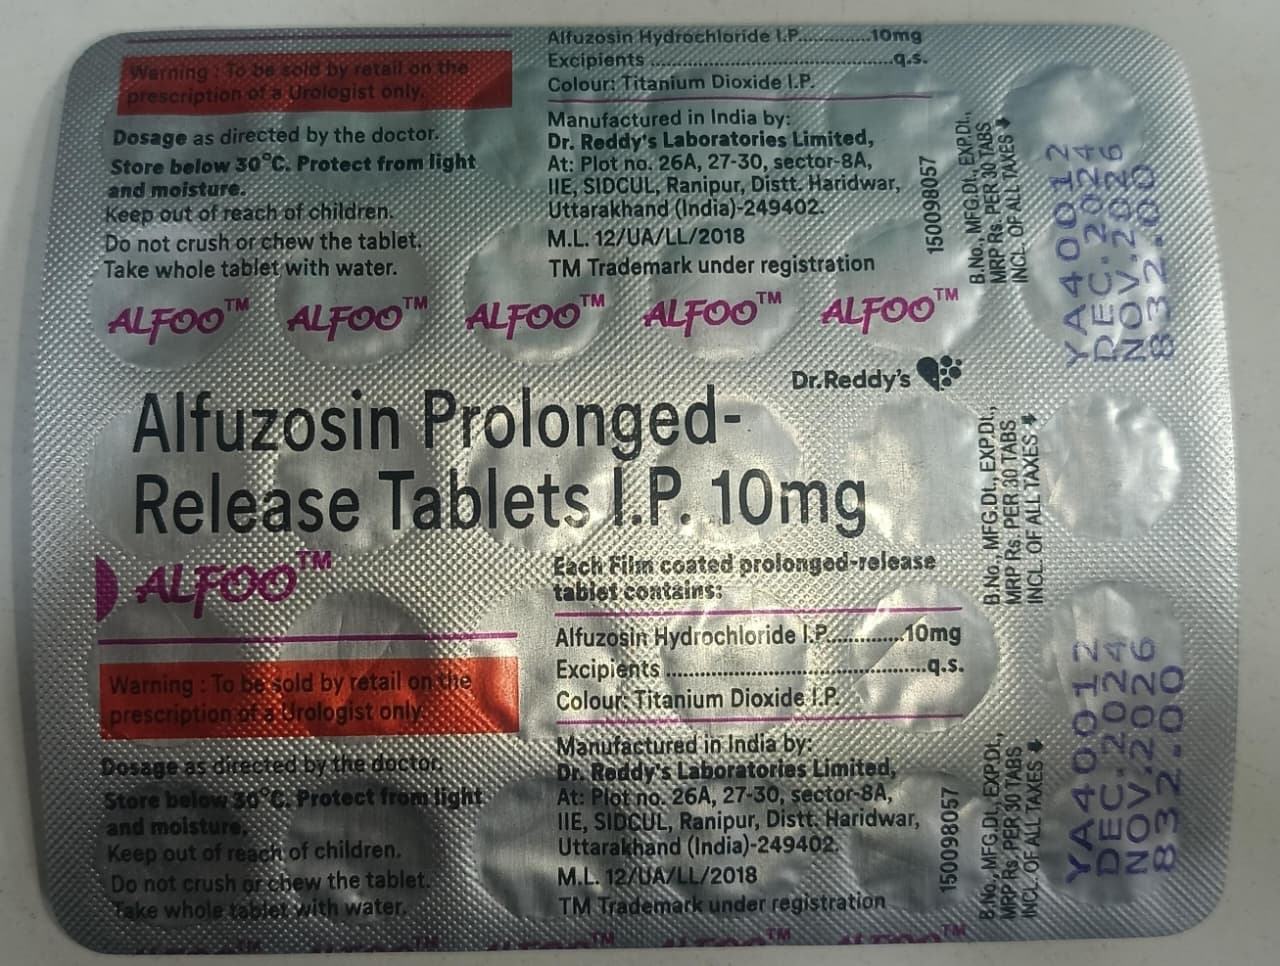 Alfuzosin Hydrochloride I.P.............10mg
Excipients ..........................................q.s.
Colour: Titanium Dioxide I.P.
Warning : To be sold by retail on the
prescription of a Urologist only.
Dosage as directed by the doctor.
Store below 30°C. Protect from light
and moisture.
Keep out of reach of children.
Do not crush or chew the tablet.
Take whole tablet with water.
Manufactured in India by:
Dr. Reddy's Laboratories Limited,
At: Plot no. 26A, 27-30, sector-8A,
IIE, SIDCUL, Ranipur, Distt. Haridwar,
Uttarakhand (India)-249402.
M.L. 12/UA/LL/2018
TM Trademark under registration
150098057
B.No., MFG.Dt., EXP.Dt.,
MRP Rs. PER 30 TABS
INCL. OF ALL TAXES
YA40012
DEC.2024
NOV.2026
832.00
ALFOO™ ALFOO™ ALFOO™ ALFOO™ ALFOO™
Dr.Reddy's
Alfuzosin Prolonged-
Release Tablets I.P. 10mg
B.No., MFG.Dt., EXP.Dt.,
MRP Rs. PER 30 TABS
INCL. OF ALL TAXES
ALFOO™
Each Film coated prolonged-release
tablet contains:
Alfuzosin Hydrochloride I.P.............10mg
Excipients ..........................................q.s.
Colour: Titanium Dioxide I.P.
Warning : To be sold by retail on the
prescription of a Urologist only.
Dosage as directed by the doctor.
Store below 30°C. Protect from light
and moisture.
Keep out of reach of children.
Do not crush or chew the tablet.
Take whole tablet with water.
Manufactured in India by:
Dr. Reddy's Laboratories Limited,
At: Plot no. 26A, 27-30, sector-8A,
IIE, SIDCUL, Ranipur, Distt. Haridwar,
Uttarakhand (India)-249402.
M.L. 12/UA/LL/2018
TM Trademark under registration
150098057
B.No., MFG.Dt., EXP.Dt.,
MRP Rs. PER 30 TABS
INCL. OF ALL TAXES
YA40012
DEC.2024
NOV.2026
832.00
ALFOO™ ALFOO™ ALFOO™ ALFOO™ ALFOO™